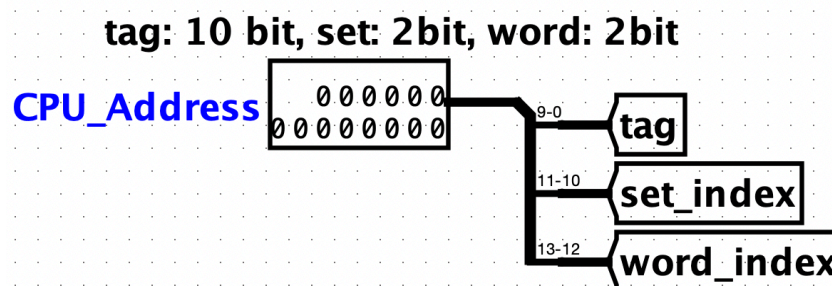 tag: 10 bit, set: 2bit, word: 2bit
CPU_Address
000000
00000000
9-0
tag
11-10
set_index
13-12
word_index